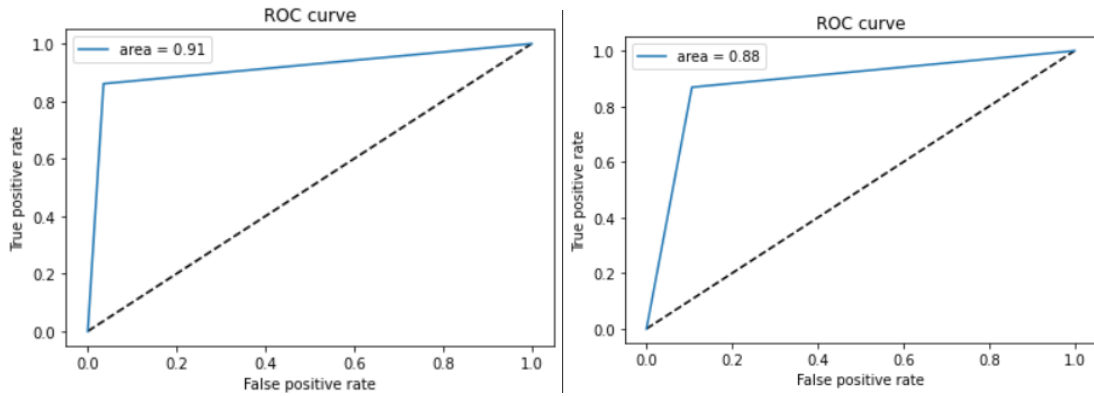 ROC curve
area = 0.91
True positive rate
1.0
0.8
0.6
0.4
0.2
0.0
0.0 0.2 0.4 0.6 0.8 1.0
False positive rate
ROC curve
area = 0.88
True positive rate
1.0
0.8
0.6
0.4
0.2
0.0
0.0 0.2 0.4 0.6 0.8 1.0
False positive rate